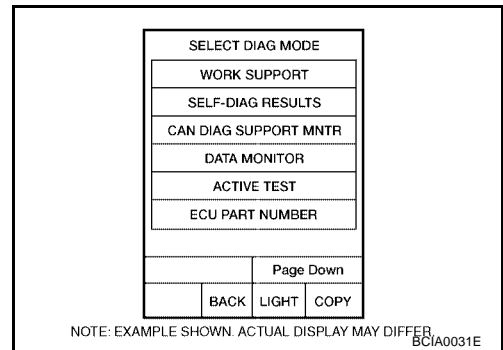 SELECT DIAG MODE
WORK SUPPORT
SELF-DIAG RESULTS
CAN DIAG SUPPORT MNTR
DATA MONITOR
ACTIVE TEST
ECU PART NUMBER
Page Down
BACK LIGHT COPY
NOTE: EXAMPLE SHOWN. ACTUAL DISPLAY MAY DIFFER.
BCIA0031E